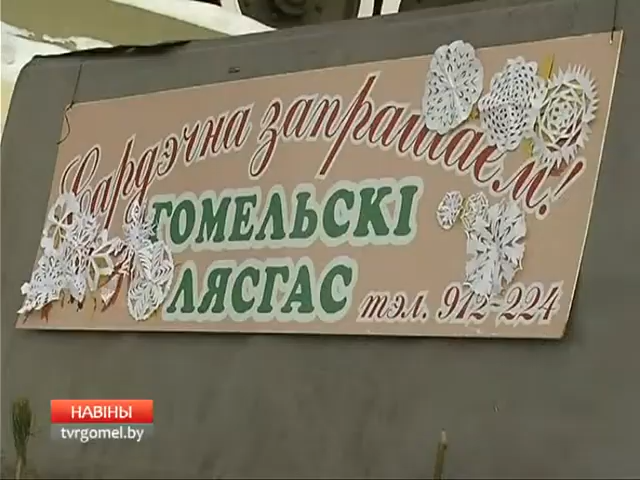 Сардэчна запрашаем!
ГОМЕЛЬСКІ
ЛЯСГАС тэл. 912-224
НАВІНЫ
tvrgomel.by